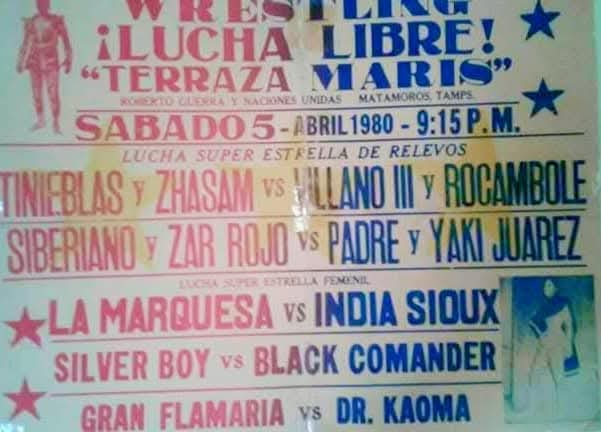 WRESTLING
¡LUCHA LIBRE!
"TERRAZA MARIS"
ROBERTO GUERRA Y NACIONES UNIDAS MATAMOROS, TAMPS.
SABADO 5 - ABRIL 1980 - 9:15 P.M.
LUCHA SUPER ESTRELLA DE RELEVOS
TINIEBLAS Y ZHASAM VS VILLANO III Y ROCAMBOLE
SIBERIANO Y ZAR ROJO VS PADRE Y YAKI JUAREZ
LUCHA SUPER ESTRELLA FEMENIL
LA MARQUESA VS INDIA SIOUX
SILVER BOY VS BLACK COMANDER
GRAN FLAMARIA VS DR. KAOMA